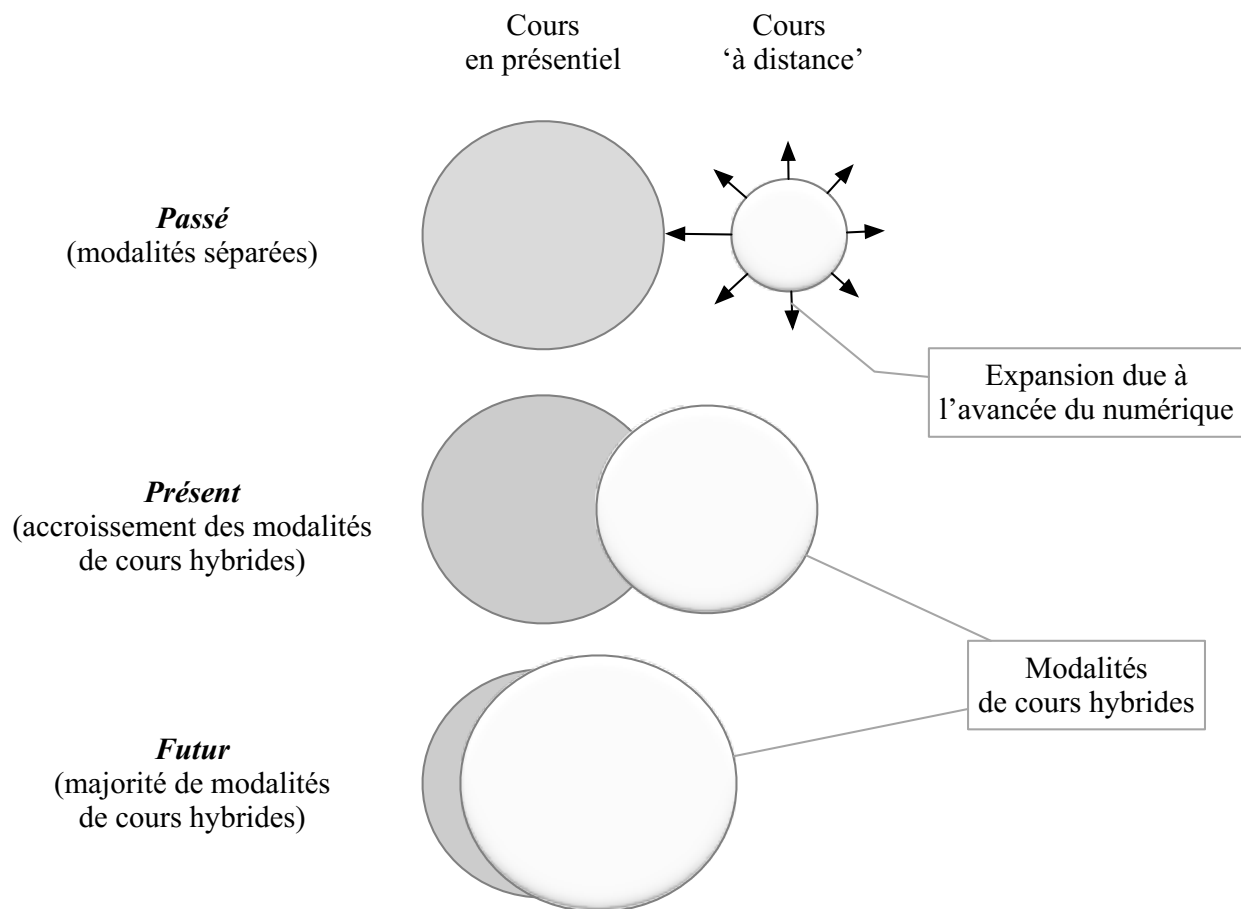 Cours
en présentiel
Cours
‘à distance’
Passé
(modalités séparées)
Expansion due à
l’avancée du numérique
Présent
(accroissement des modalités
de cours hybrides)
Modalités
de cours hybrides
Futur
(majorité de modalités
de cours hybrides)